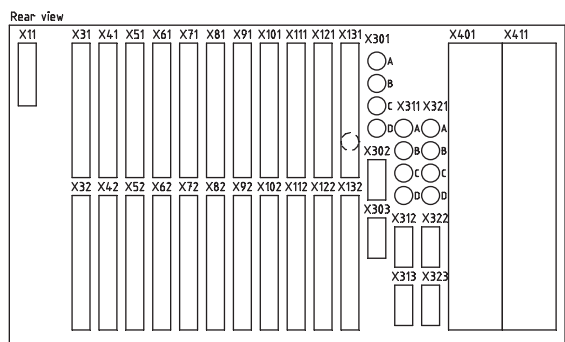 Rear view
X11 X31 X41 X51 X61 X71 X81 X91 X101 X111 X121 X131 X301 X401 X411
A
B
C X311 X321
D A A
X302 B B
C C
D D
X32 X42 X52 X62 X72 X82 X92 X102 X112 X122 X132
X303 X312 X322
X313 X323